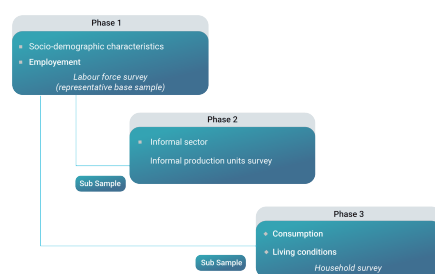 Phase 1
Socio-demographic characteristics
Employement
Labour force survey
(representative base sample)
Phase 2
Informal sector
Informal production units survey
Sub Sample
Phase 3
Consumption
Living conditions
Sub Sample
Household survey